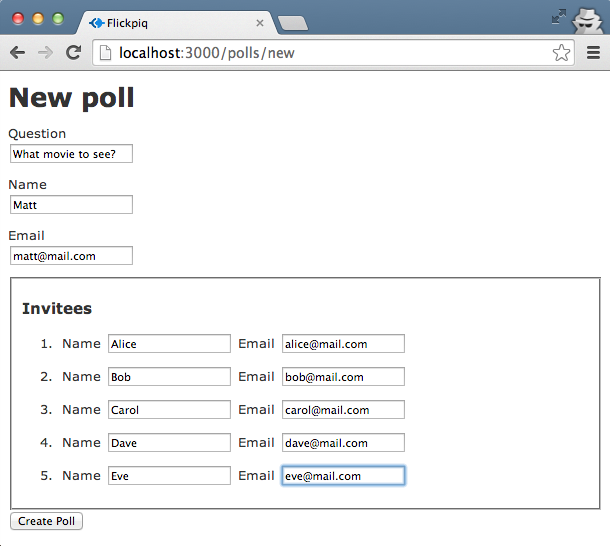 Flickpiq
localhost:3000/polls/new
New poll
Question
What movie to see?
Name
Matt
Email
matt@mail.com
Invitees
1. Name Alice Email alice@mail.com
2. Name Bob Email bob@mail.com
3. Name Carol Email carol@mail.com
4. Name Dave Email dave@mail.com
5. Name Eve Email eve@mail.com
Create Poll